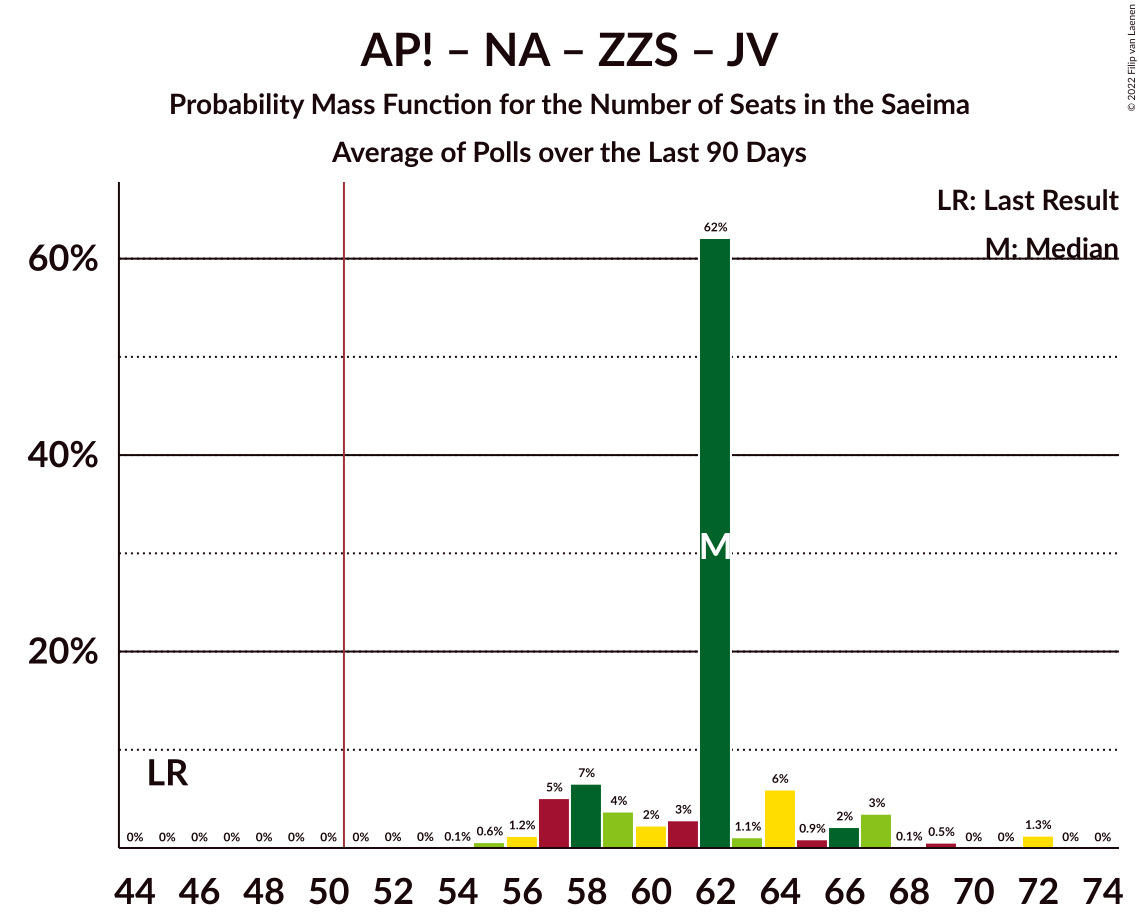 AP! – NA – ZZS – JV
Probability Mass Function for the Number of Seats in the Saeima
Average of Polls over the Last 90 Days
© 2022 Filip van Laenen
LR: Last Result
M: Median
60%
40%
20%
62%
M
LR
0% 0% 0% 0% 0% 0% 0% 0% 0% 0% 0.1% 0.6% 1.2% 5% 7% 4% 2% 3% 1.1% 6% 0.9% 2% 3% 0.1% 0.5% 0% 0% 1.3% 0% 0%
44 46 48 50 52 54 56 58 60 62 64 66 68 70 72 74